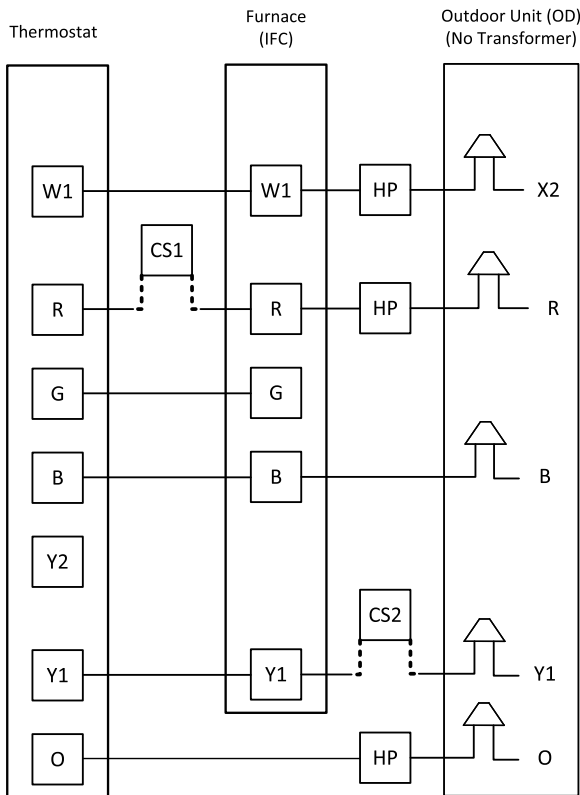 Thermostat
Furnace
(IFC)
Outdoor Unit (OD)
(No Transformer)
W1
W1
HP
X2
CS1
R
R
HP
R
G
G
B
B
B
Y2
CS2
Y1
Y1
Y1
O
HP
O